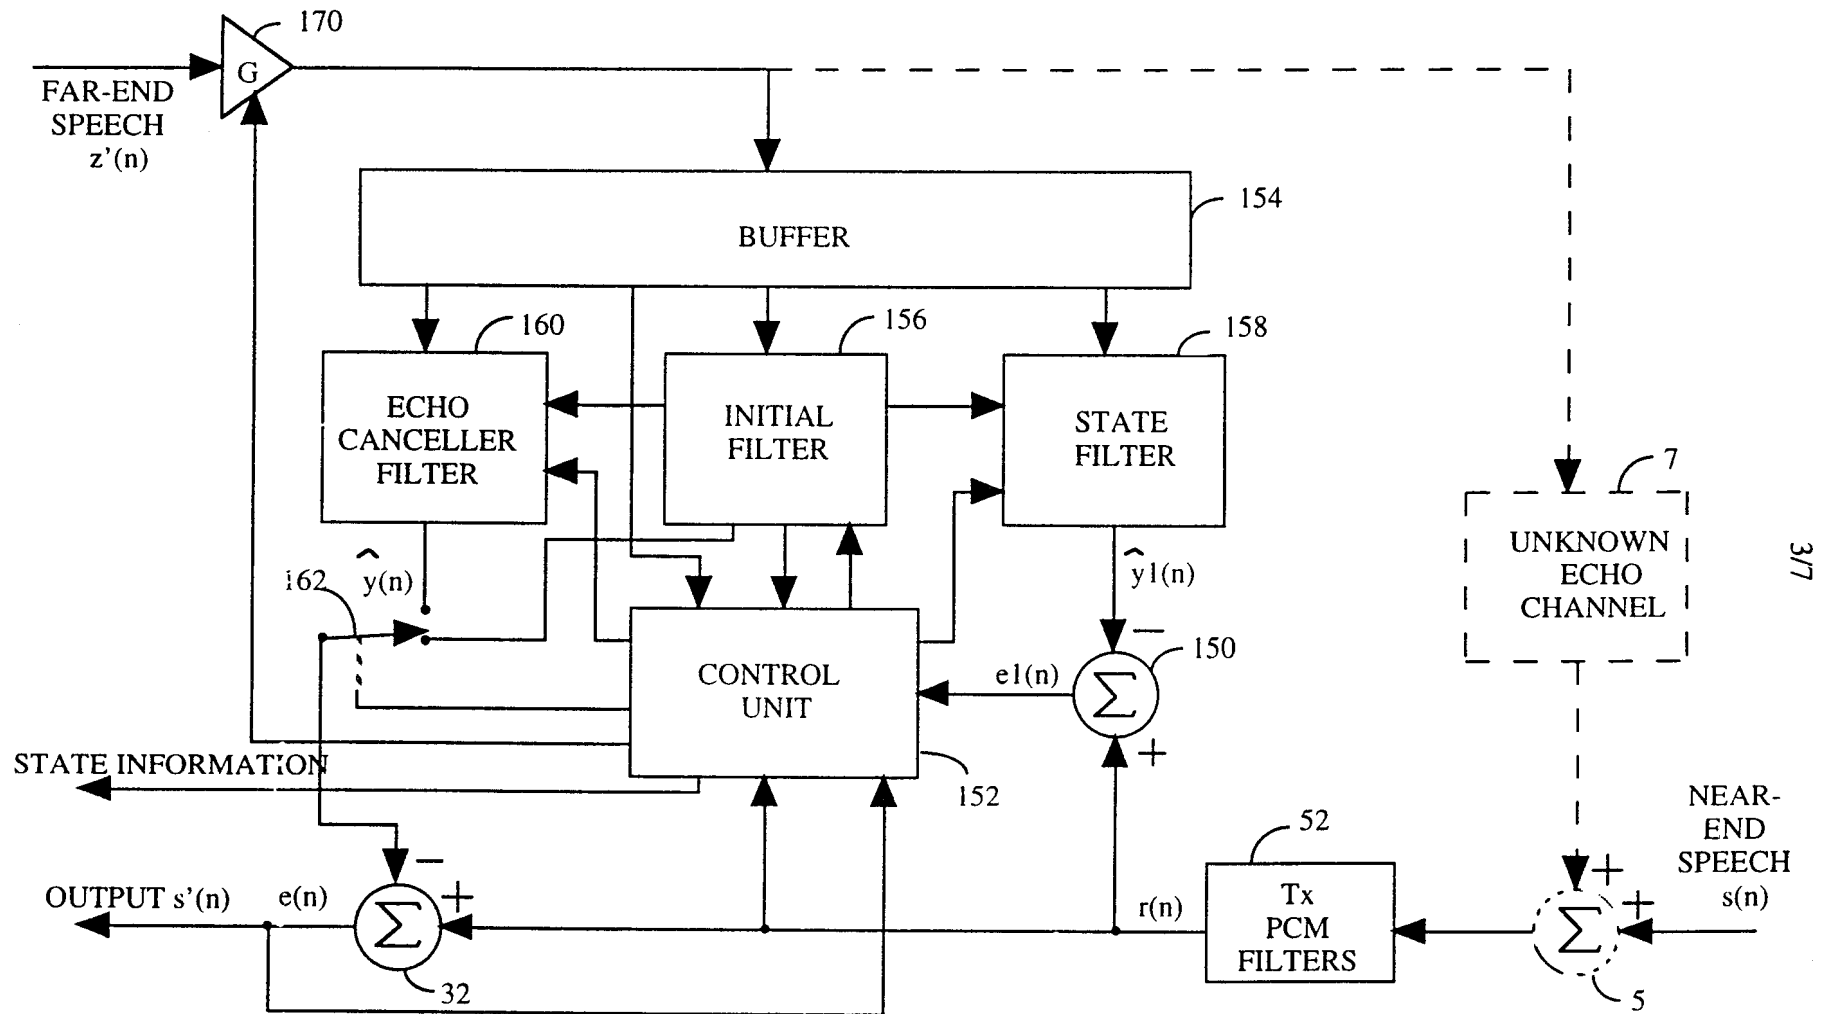 170
G
FAR-END
SPEECH
z'(n)
154
BUFFER
160
156
158
ECHO
CANCELLER
FILTER
INITIAL
FILTER
STATE
FILTER
7
UNKNOWN
ECHO
CHANNEL
3/7
162
ŷ(n)
ŷ1(n)
−
150
Σ
e1(n)
+
CONTROL
UNIT
152
STATE INFORMATION
NEAR-
END
SPEECH
s(n)
52
Tx
PCM
FILTERS
r(n)
+
+
Σ
5
−
+
OUTPUT s'(n)
e(n)
Σ
32